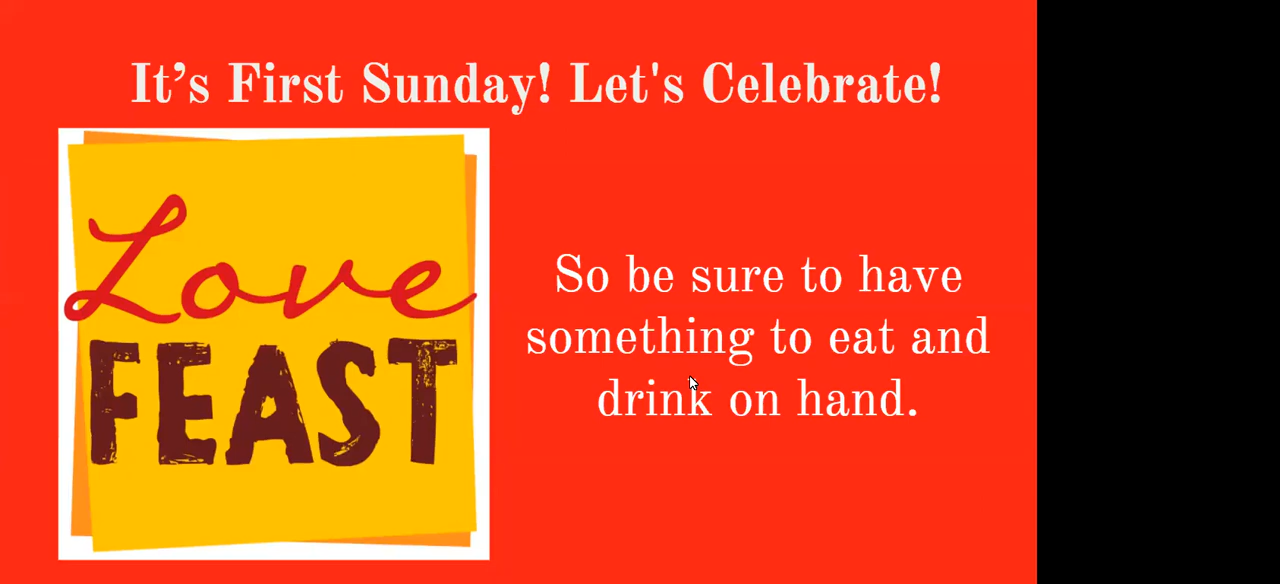 It’s First Sunday! Let's Celebrate!
Love
FEAST
So be sure to have
something to eat and
drink on hand.